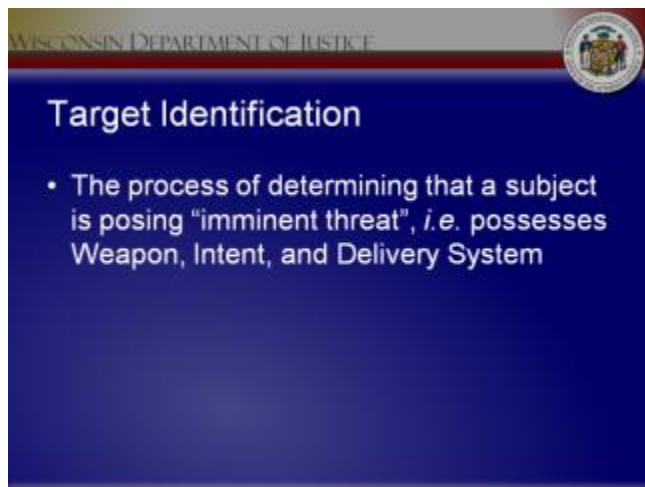 WISCONSIN DEPARTMENT OF JUSTICE
Target Identification
• The process of determining that a subject
is posing “imminent threat”, i.e. possesses
Weapon, Intent, and Delivery System